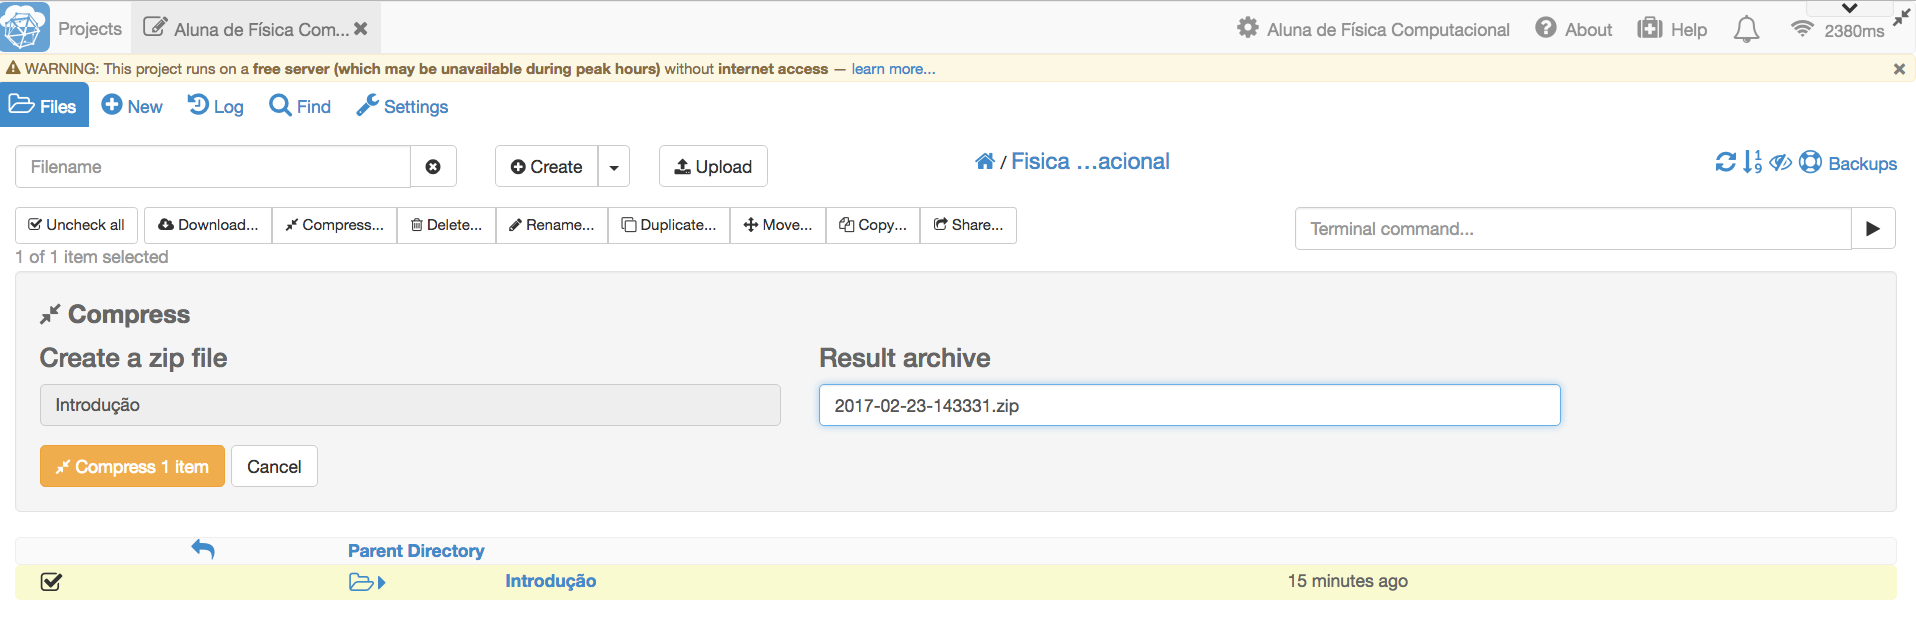 Projects Aluna de Física Com... Aluna de Física Computacional About Help 2380ms
WARNING: This project runs on a free server (which may be unavailable during peak hours) without internet access — learn more...
Files New Log Find Settings
Filename Create Upload / Fisica ...acional Backups
Uncheck all Download... Compress... Delete... Rename... Duplicate... Move... Copy... Share... Terminal command...
1 of 1 item selected
Compress
Create a zip file Result archive
Introdução 2017-02-23-143331.zip
Compress 1 item Cancel
Parent Directory
Introdução 15 minutes ago